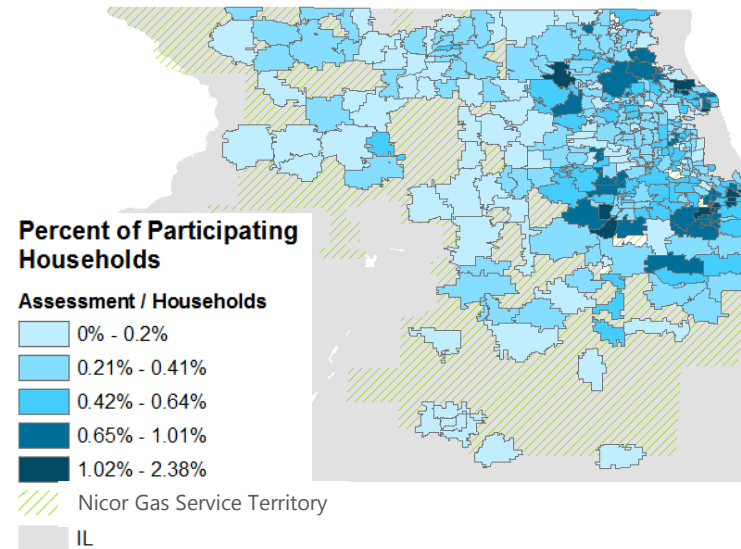 Percent of Participating
Households
Assessment / Households
0% - 0.2%
0.21% - 0.41%
0.42% - 0.64%
0.65% - 1.01%
1.02% - 2.38%
Nicor Gas Service Territory
IL